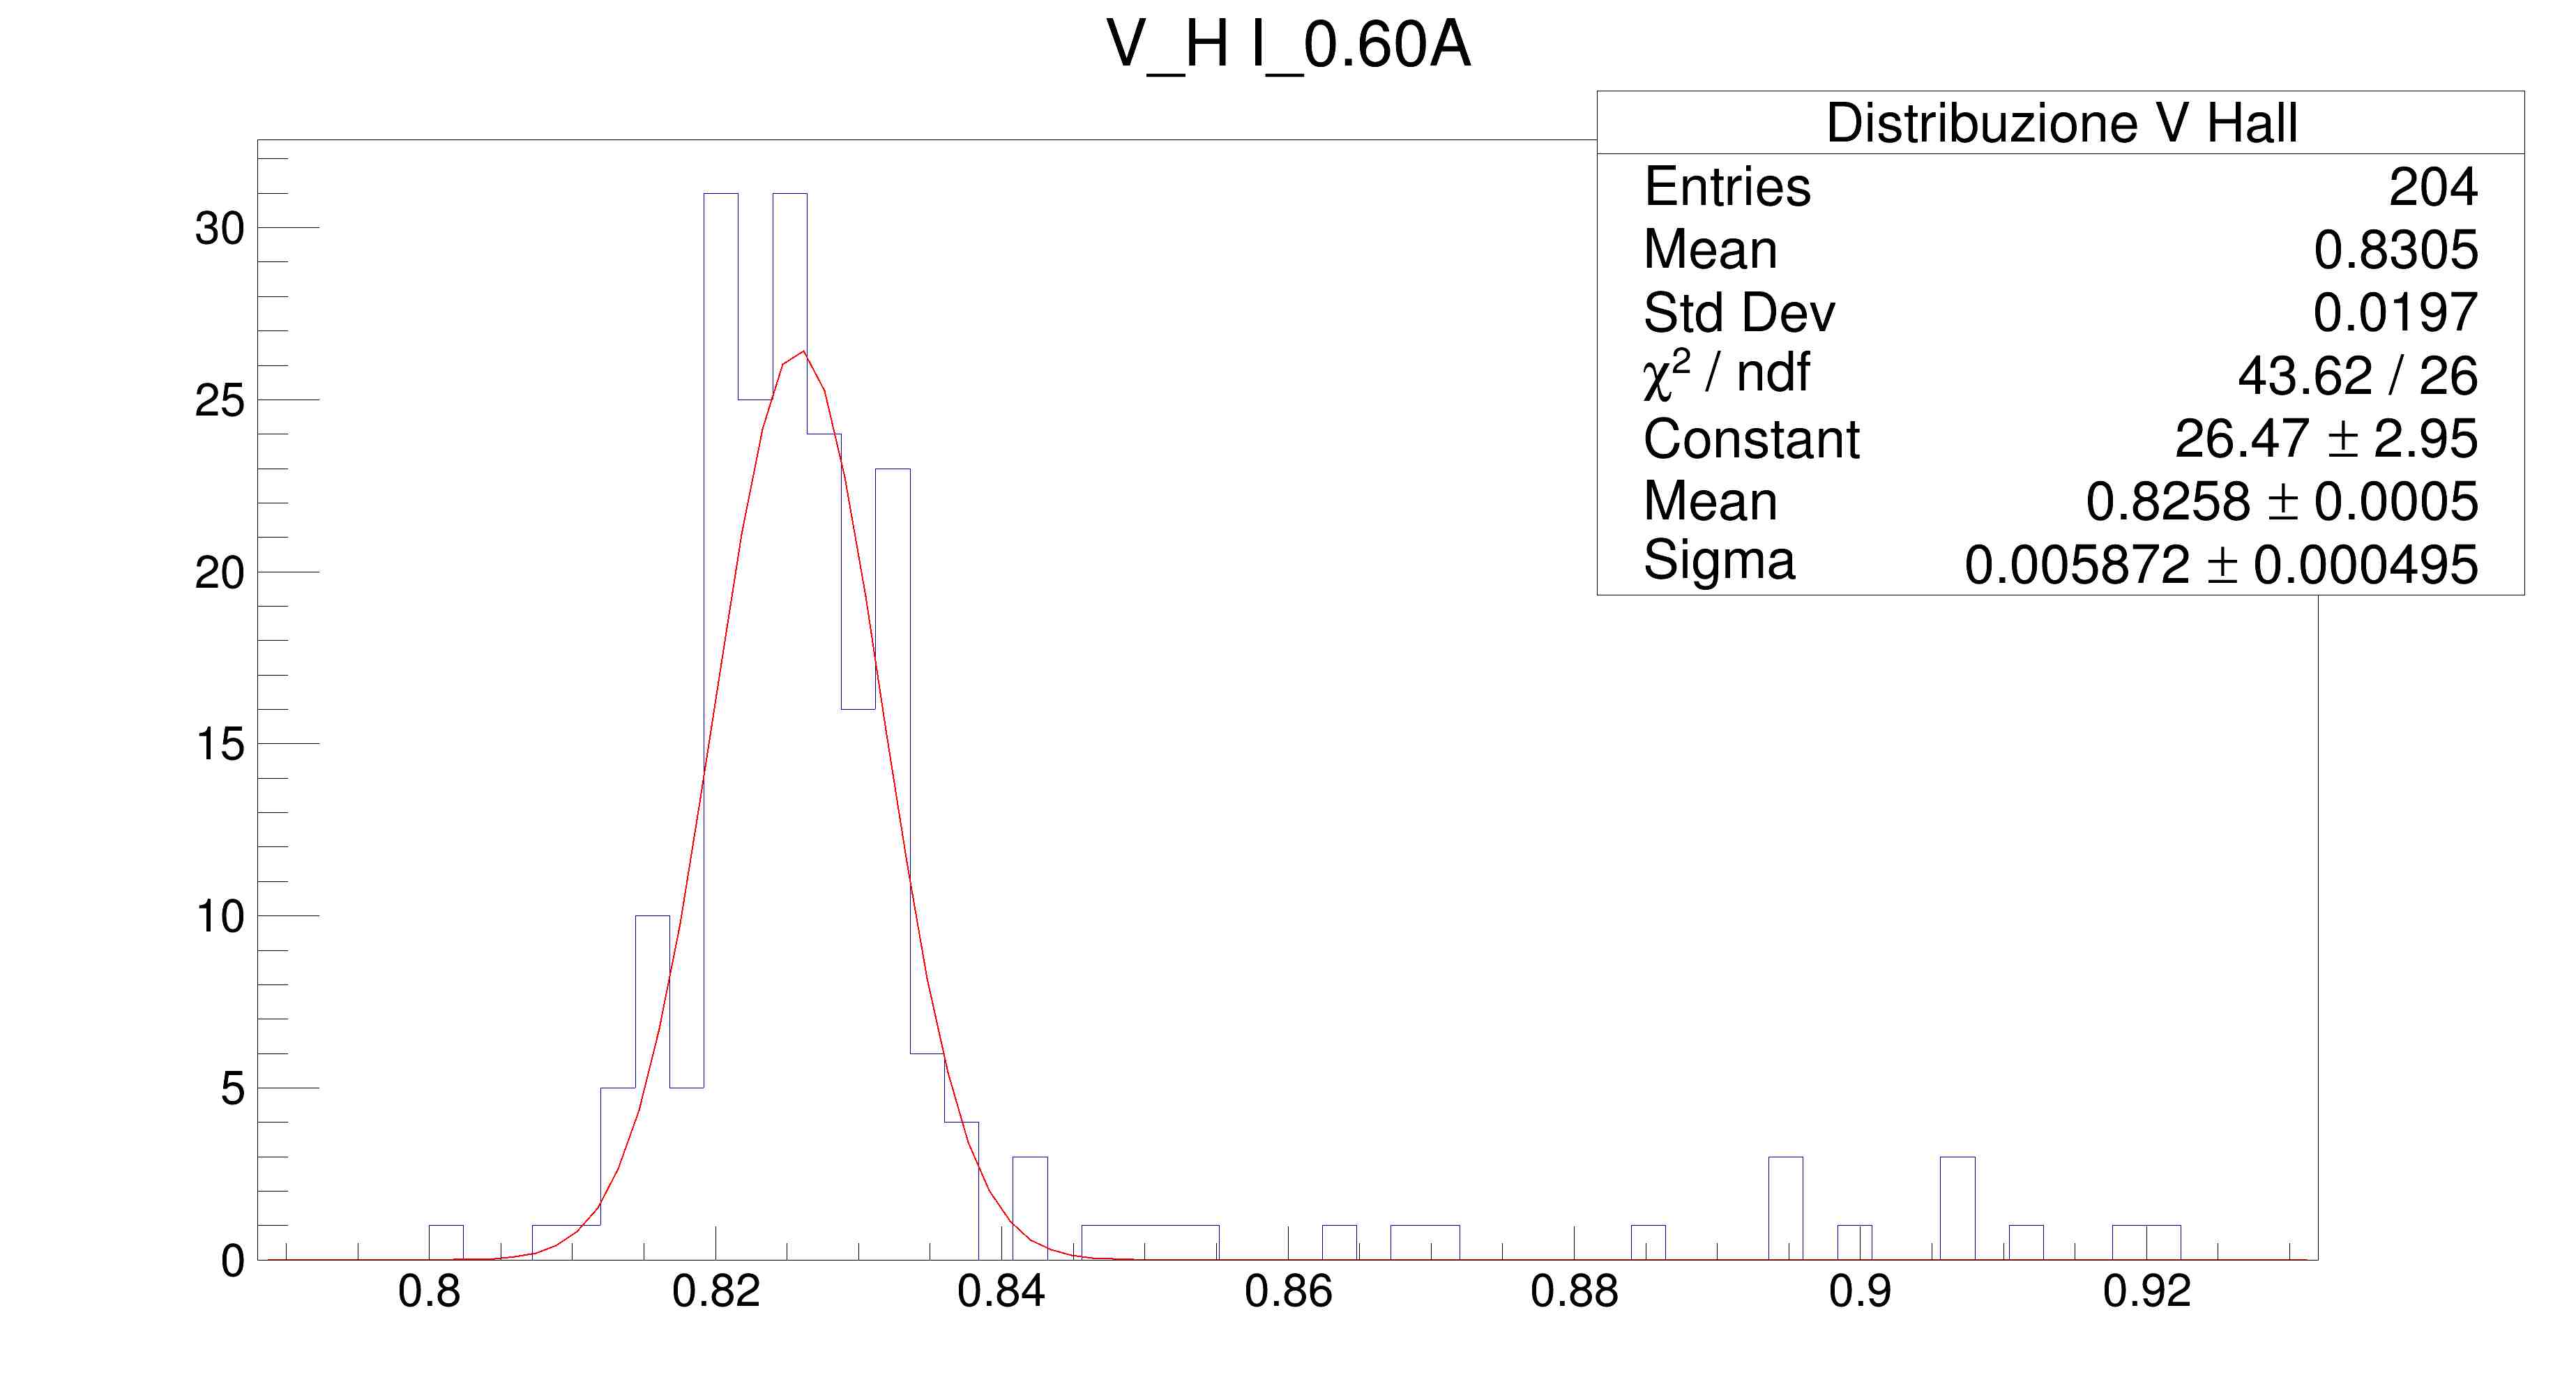 V_H I_0.60A
Distribuzione V Hall
Entries 204
Mean 0.8305
Std Dev 0.0197
χ² / ndf 43.62 / 26
Constant 26.47 ± 2.95
Mean 0.8258 ± 0.0005
Sigma 0.005872 ± 0.000495
30
25
20
15
10
5
0
0.8 0.82 0.84 0.86 0.88 0.9 0.92